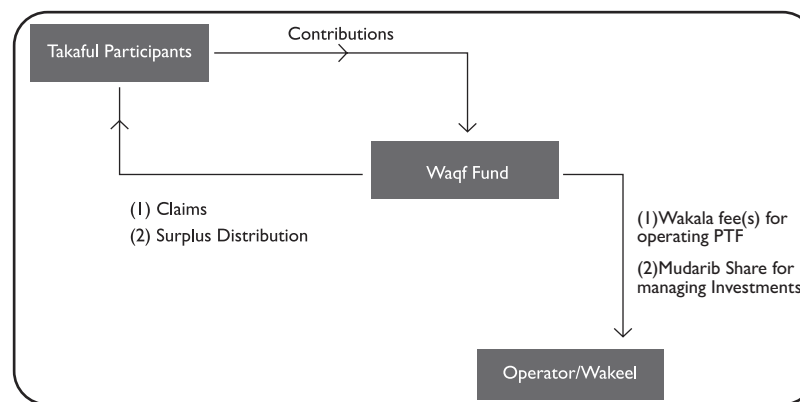 Takaful Participants
Contributions
Waqf Fund
(1) Claims
(2) Surplus Distribution
(1)Wakala fee(s) for
operating PTF
(2)Mudarib Share for
managing Investments
Operator/Wakeel